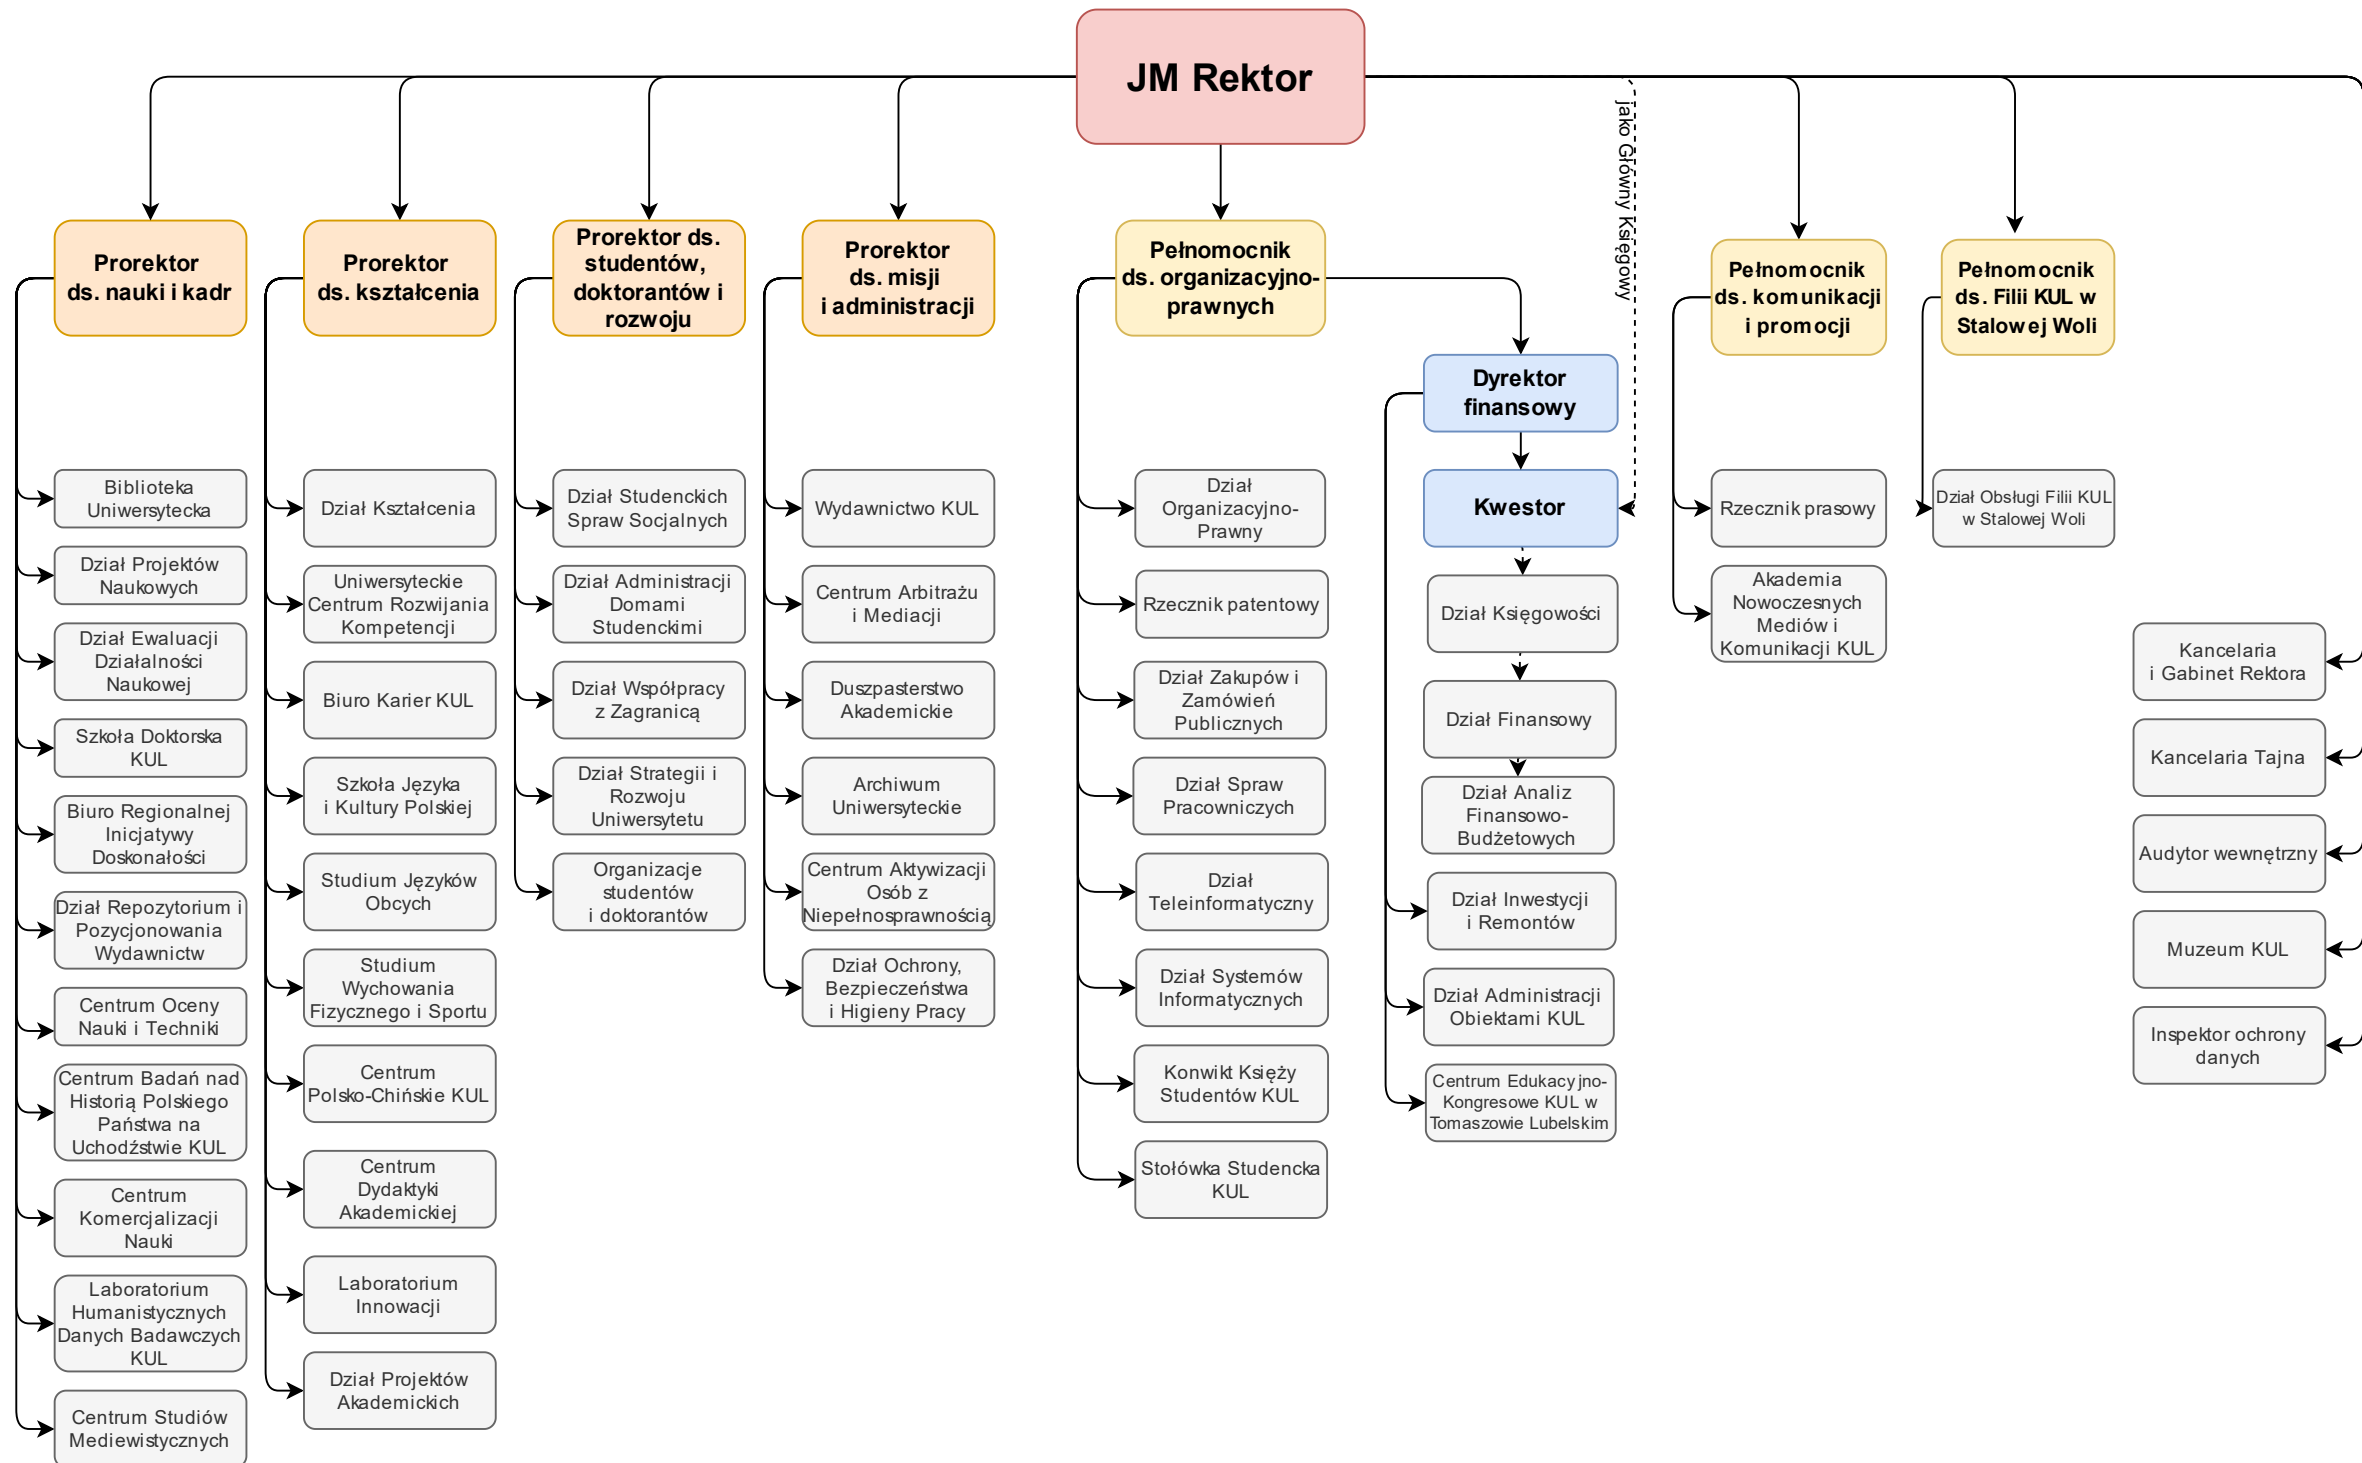 JM Rektor
jako Główny Księgowy
Prorektor
ds. nauki i kadr
Prorektor
ds. kształcenia
Prorektor ds.
studentów,
doktorantów i
rozwoju
Prorektor
ds. misji
i administracji
Pełnomocnik
ds. organizacyjno-
prawnych
Pełnomocnik
ds. komunikacji
i promocji
Pełnomocnik
ds. Filii KUL w
Stalowej Woli
Dyrektor
finansowy
Kwestor
Biblioteka
Uniwersytecka
Dział Projektów
Naukowych
Dział Ewaluacji
Działalności
Naukowej
Szkoła Doktorska
KUL
Biuro Regionalnej
Inicjatywy
Doskonałości
Dział Repozytorium i
Pozycjonowania
Wydawnictw
Centrum Oceny
Nauki i Techniki
Centrum Badań nad
Historią Polskiego
Państwa na
Uchodźstwie KUL
Centrum
Komercjalizacji
Nauki
Laboratorium
Humanistycznych
Danych Badawczych
KUL
Centrum Studiów
Mediewistycznych
Dział Kształcenia
Uniwersyteckie
Centrum Rozwijania
Kompetencji
Biuro Karier KUL
Szkoła Języka
i Kultury Polskiej
Studium Języków
Obcych
Studium
Wychowania
Fizycznego i Sportu
Centrum
Polsko-Chińskie KUL
Centrum
Dydaktyki
Akademickiej
Laboratorium
Innowacji
Dział Projektów
Akademickich
Dział Studenckich
Spraw Socjalnych
Dział Administracji
Domami
Studenckimi
Dział Współpracy
z Zagranicą
Dział Strategii i
Rozwoju
Uniwersytetu
Organizacje
studentów
i doktorantów
Wydawnictwo KUL
Centrum Arbitrażu
i Mediacji
Duszpasterstwo
Akademickie
Archiwum
Uniwersyteckie
Centrum Aktywizacji
Osób z
Niepełnosprawnością
Dział Ochrony,
Bezpieczeństwa
i Higieny Pracy
Dział
Organizacyjno-
Prawny
Rzecznik patentowy
Dział Zakupów i
Zamówień
Publicznych
Dział Spraw
Pracowniczych
Dział
Teleinformatyczny
Dział Systemów
Informatycznych
Konwikt Księży
Studentów KUL
Stołówka Studencka
KUL
Dział Księgowości
Dział Finansowy
Dział Analiz
Finansowo-
Budżetowych
Dział Inwestycji
i Remontów
Dział Administracji
Obiektami KUL
Centrum Edukacyjno-
Kongresowe KUL w
Tomaszowie Lubelskim
Rzecznik prasowy
Akademia
Nowoczesnych
Mediów i
Komunikacji KUL
Dział Obsługi Filii KUL
w Stalowej Woli
Kancelaria
i Gabinet Rektora
Kancelaria Tajna
Audytor wewnętrzny
Muzeum KUL
Inspektor ochrony
danych